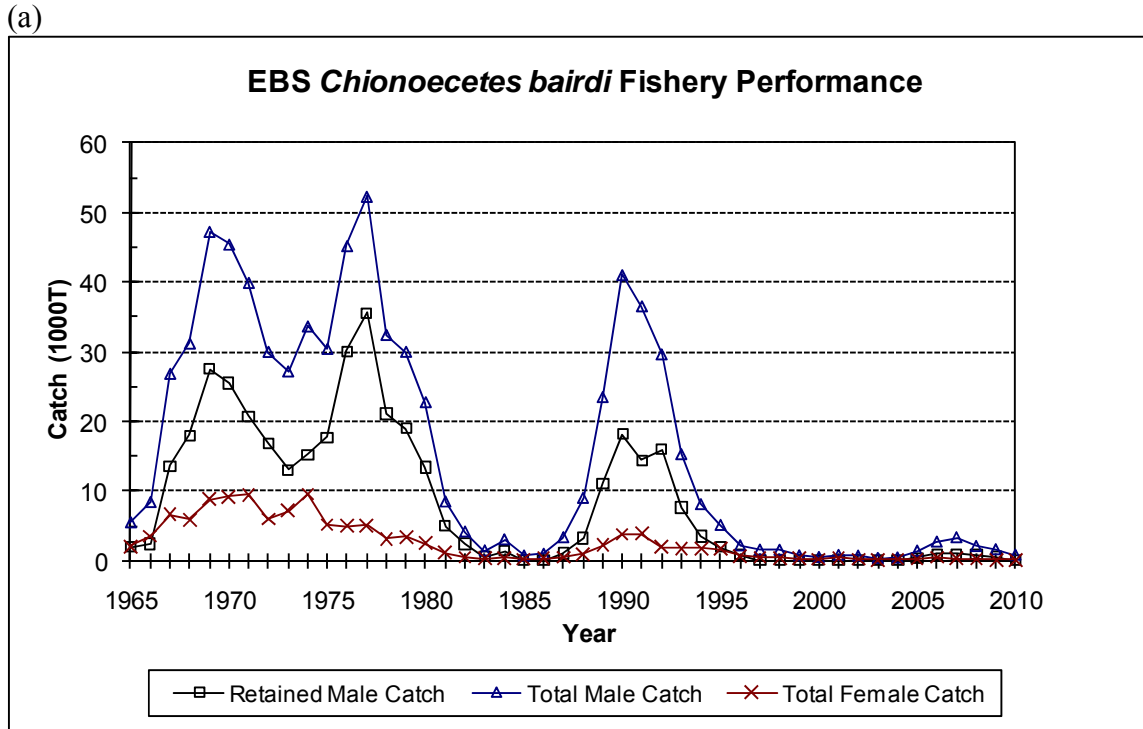 (a)
EBS Chionoecetes bairdi Fishery Performance
60
50
40
30
20
10
0
Catch (1000T)
1965 1970 1975 1980 1985 1990 1995 2000 2005 2010
Year
Retained Male Catch Total Male Catch Total Female Catch